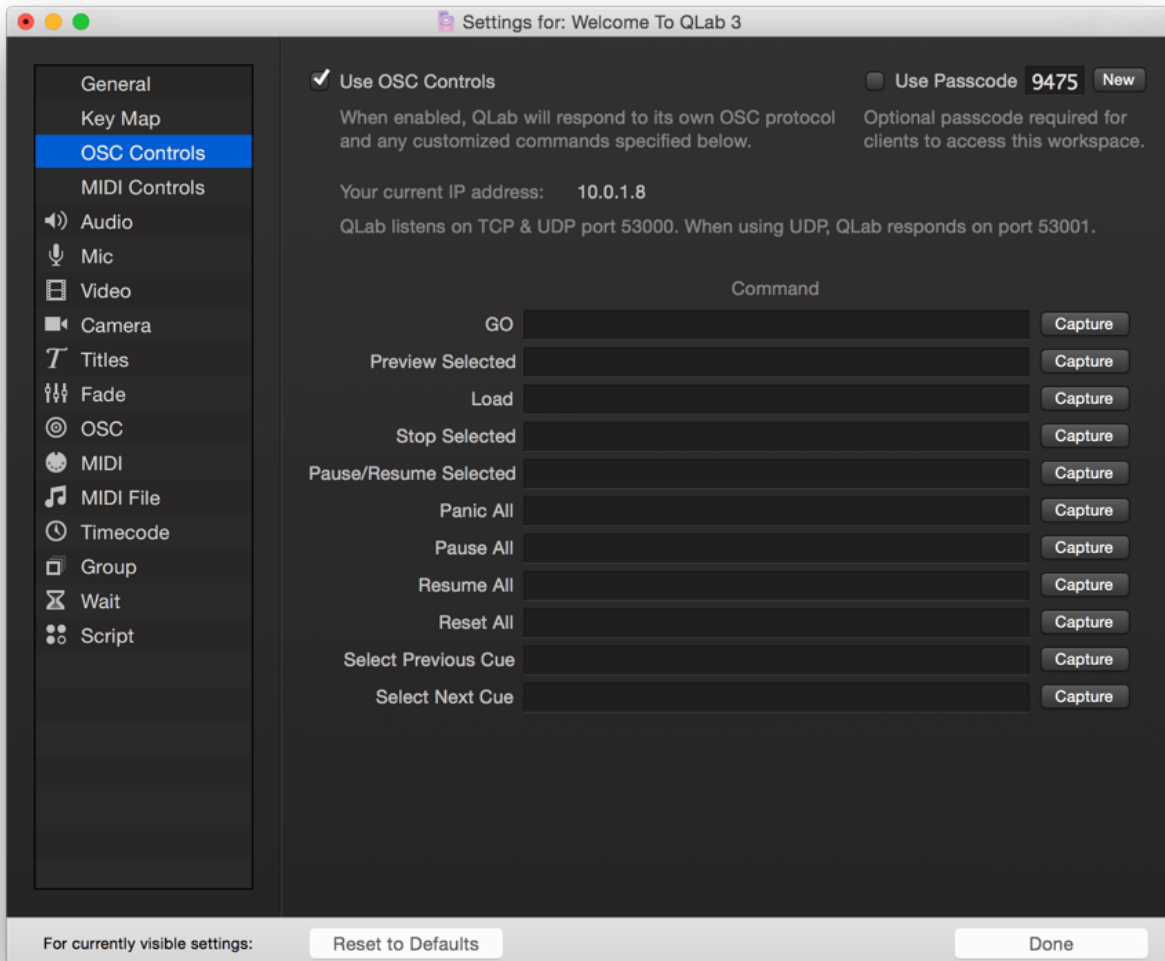 Settings for: Welcome To QLab 3
General
Key Map
OSC Controls
MIDI Controls
Audio
Mic
Video
Camera
Titles
Fade
OSC
MIDI
MIDI File
Timecode
Group
Wait
Script
Use OSC Controls
When enabled, QLab will respond to its own OSC protocol
and any customized commands specified below.
Use Passcode 9475 New
Optional passcode required for
clients to access this workspace.
Your current IP address: 10.0.1.8
QLab listens on TCP & UDP port 53000. When using UDP, QLab responds on port 53001.
Command
GO Capture
Preview Selected Capture
Load Capture
Stop Selected Capture
Pause/Resume Selected Capture
Panic All Capture
Pause All Capture
Resume All Capture
Reset All Capture
Select Previous Cue Capture
Select Next Cue Capture
For currently visible settings: Reset to Defaults Done